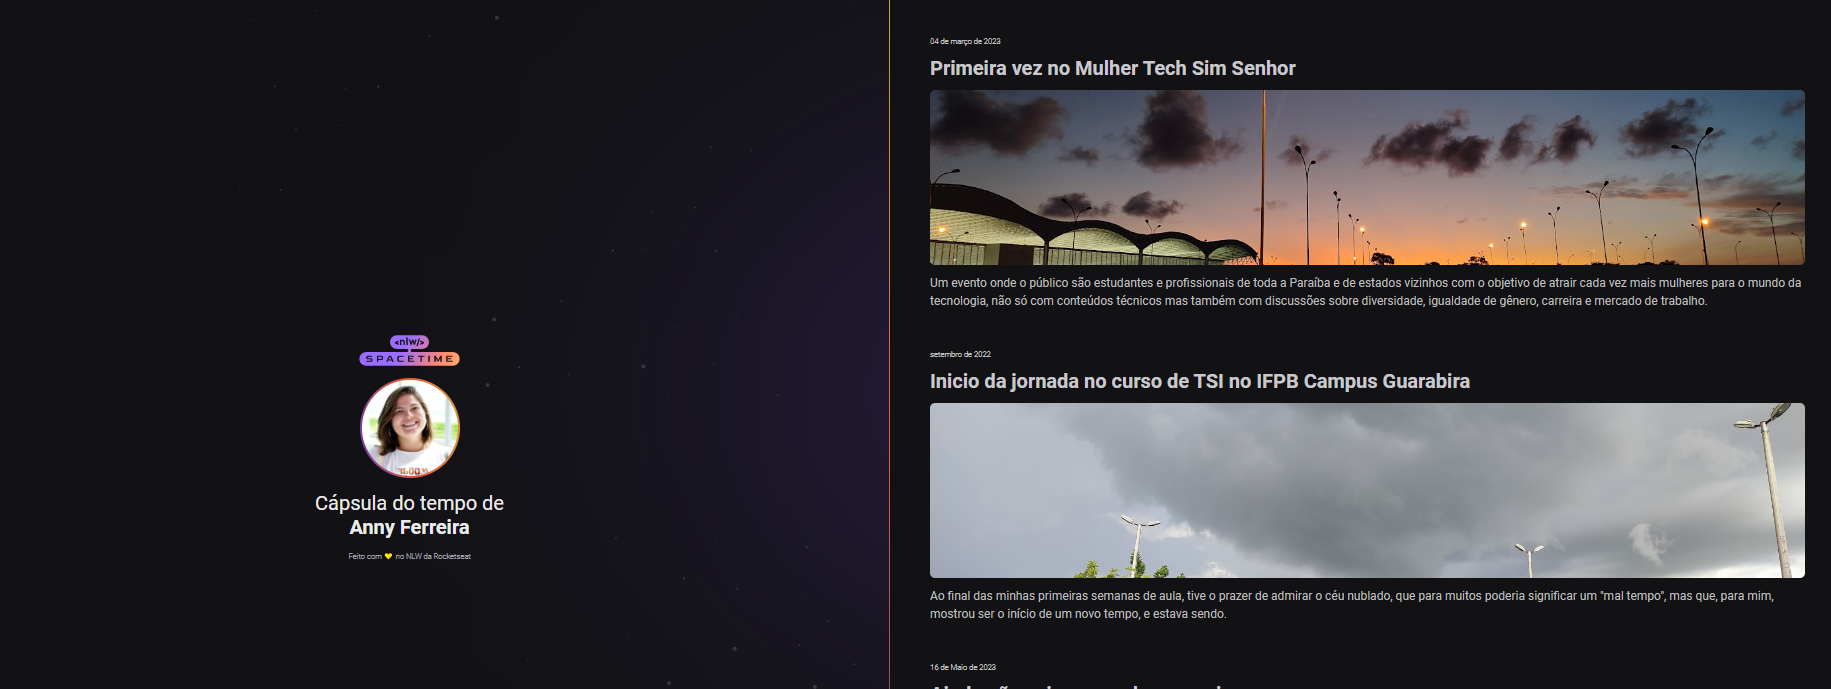 <nlw/>
SPACETIME
Cápsula do tempo de
Anny Ferreira
Feito com 💛 no NLW da Rocketseat
04 de março de 2023
Primeira vez no Mulher Tech Sim Senhor
Um evento onde o público são estudantes e profissionais de toda a Paraíba e de estados vizinhos com o objetivo de atrair cada vez mais mulheres para o mundo da
tecnologia, não só com conteúdos técnicos mas também com discussões sobre diversidade, igualdade de gênero, carreira e mercado de trabalho.
setembro de 2022
Inicio da jornada no curso de TSI no IFPB Campus Guarabira
Ao final das minhas primeiras semanas de aula, tive o prazer de admirar o céu nublado, que para muitos poderia significar um "mal tempo", mas que, para mim,
mostrou ser o início de um novo tempo, e estava sendo.
16 de Maio de 2023